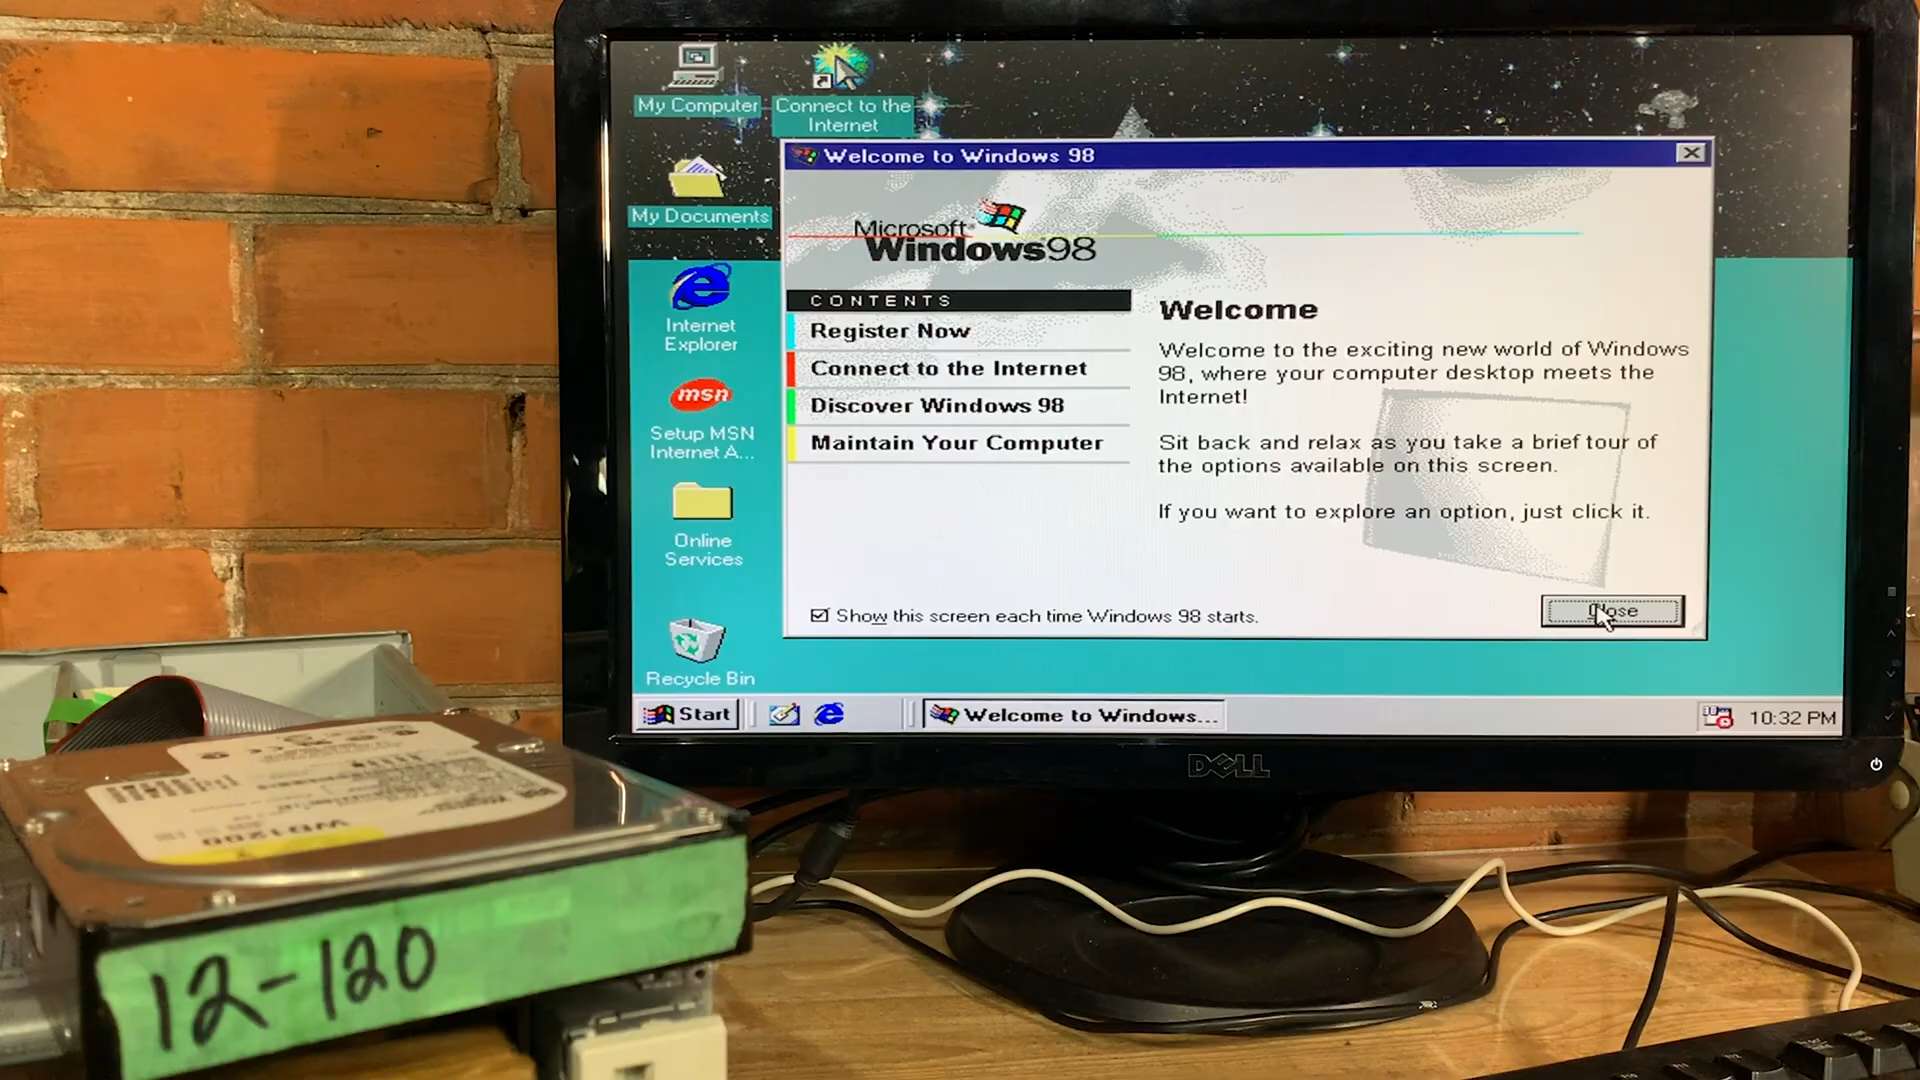 My Computer
Connect to the
Internet
My Documents
Internet
Explorer
msn
Setup MSN
Internet A...
Online
Services
Recycle Bin
Welcome to Windows 98
Microsoft
Windows98
CONTENTS
Register Now
Connect to the Internet
Discover Windows 98
Maintain Your Computer
Welcome
Welcome to the exciting new world of Windows
98, where your computer desktop meets the
Internet!
Sit back and relax as you take a brief tour of
the options available on this screen.
If you want to explore an option, just click it.
Show this screen each time Windows 98 starts.
Close
Start
Welcome to Windows...
10:32 PM
DELL
12-120